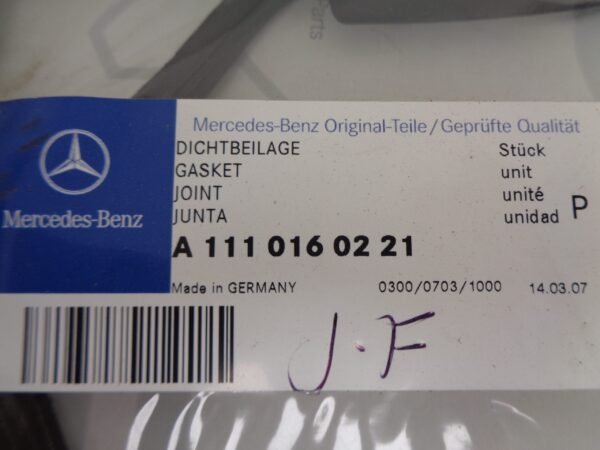 Parts
Mercedes-Benz Original-Teile/Geprüfte Qualität
DICHTBEILAGE Stück
GASKET unit
JOINT unité
JUNTA unidad P
Mercedes-Benz
A 111 016 02 21
Made in GERMANY 0300/0703/1000 14.03.07
J.F